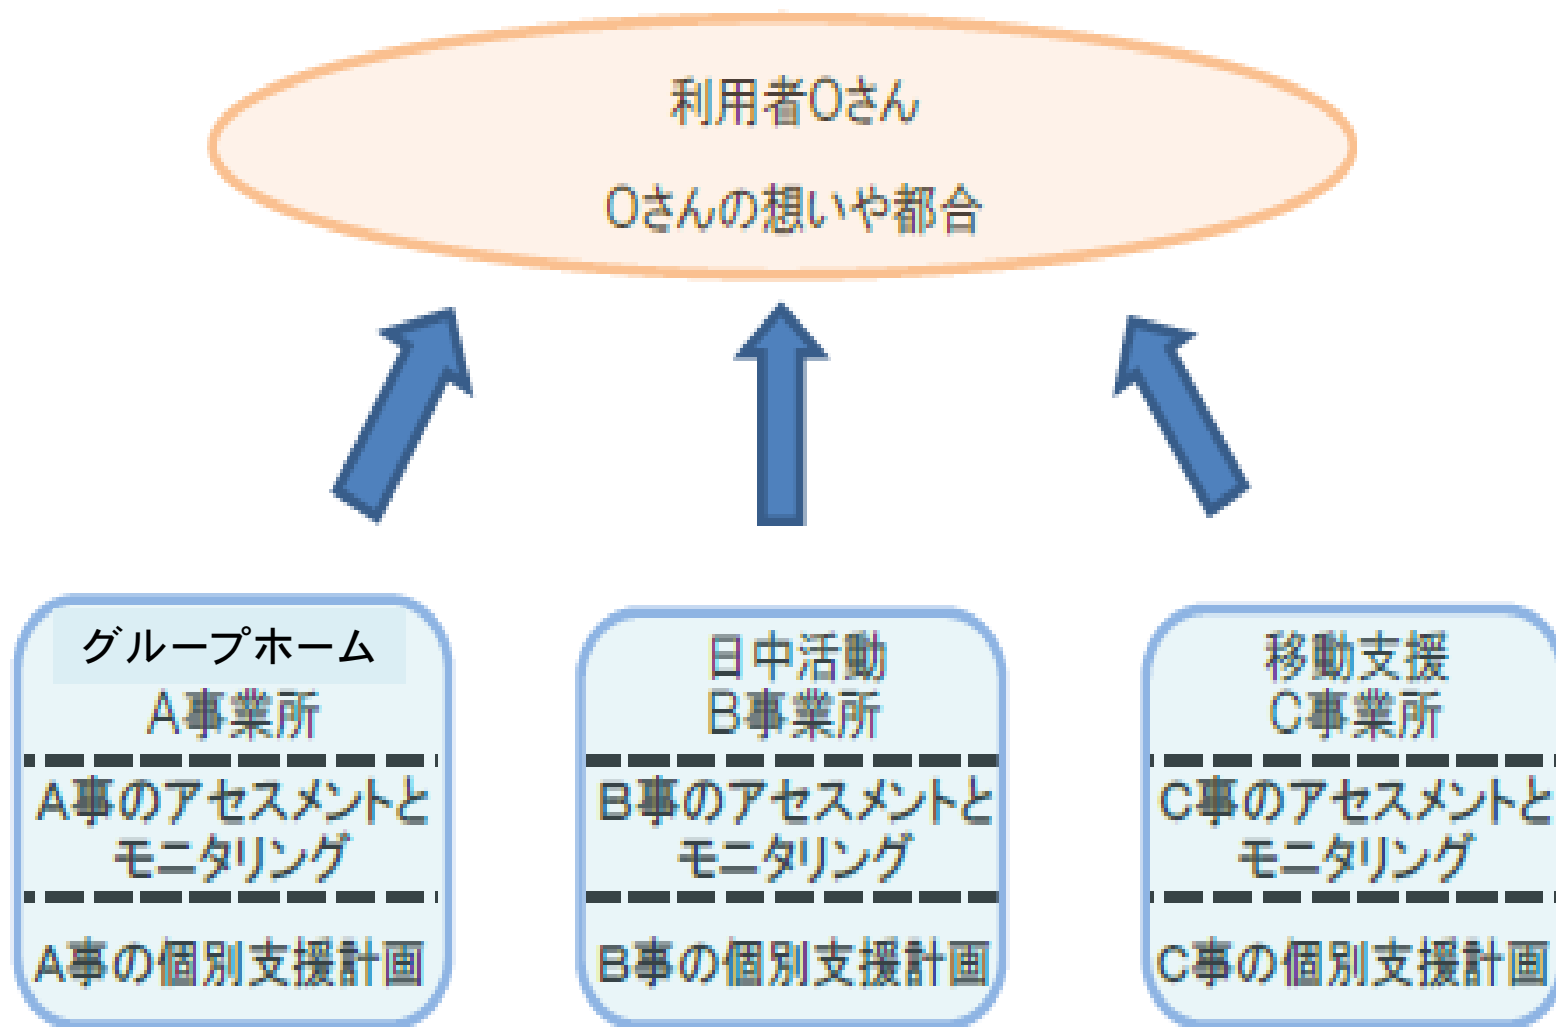 利用者Oさん
Oさんの想いや都合
グループホーム
A事業所
A事のアセスメントと
モニタリング
A事の個別支援計画
日中活動
B事業所
B事のアセスメントと
モニタリング
B事の個別支援計画
移動支援
C事業所
C事のアセスメントと
モニタリング
C事の個別支援計画